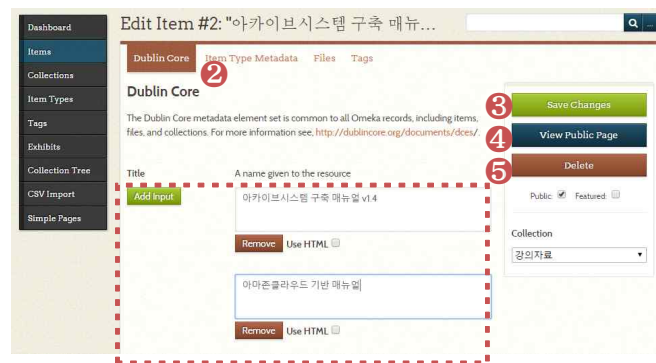 Dashboard
Items
Collections
Item Types
Tags
Exhibits
Collection Tree
CSV Import
Simple Pages
Edit Item #2: "아카이브시스템 구축 매뉴...
...
Dublin Core
Item Type Metadata
Files
Tags
2
Dublin Core
The Dublin Core metadata element set is common to all Omeka records, including items,
files, and collections. For more information see, http://dublincore.org/documents/dces/.
Title
A name given to the resource
Add Input
아카이브시스템 구축 매뉴얼 v1.4
Remove Use HTML
아마존클라우드 기반 매뉴얼
Remove Use HTML
3 Save Changes
4 View Public Page
5 Delete
Public: Featured:
Collection
강의자료